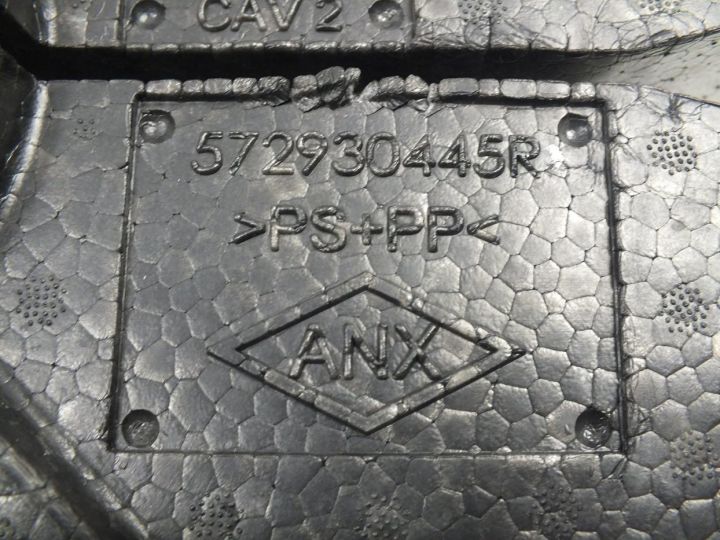 CAV 2
572930445R
>PS+PP<
ANX